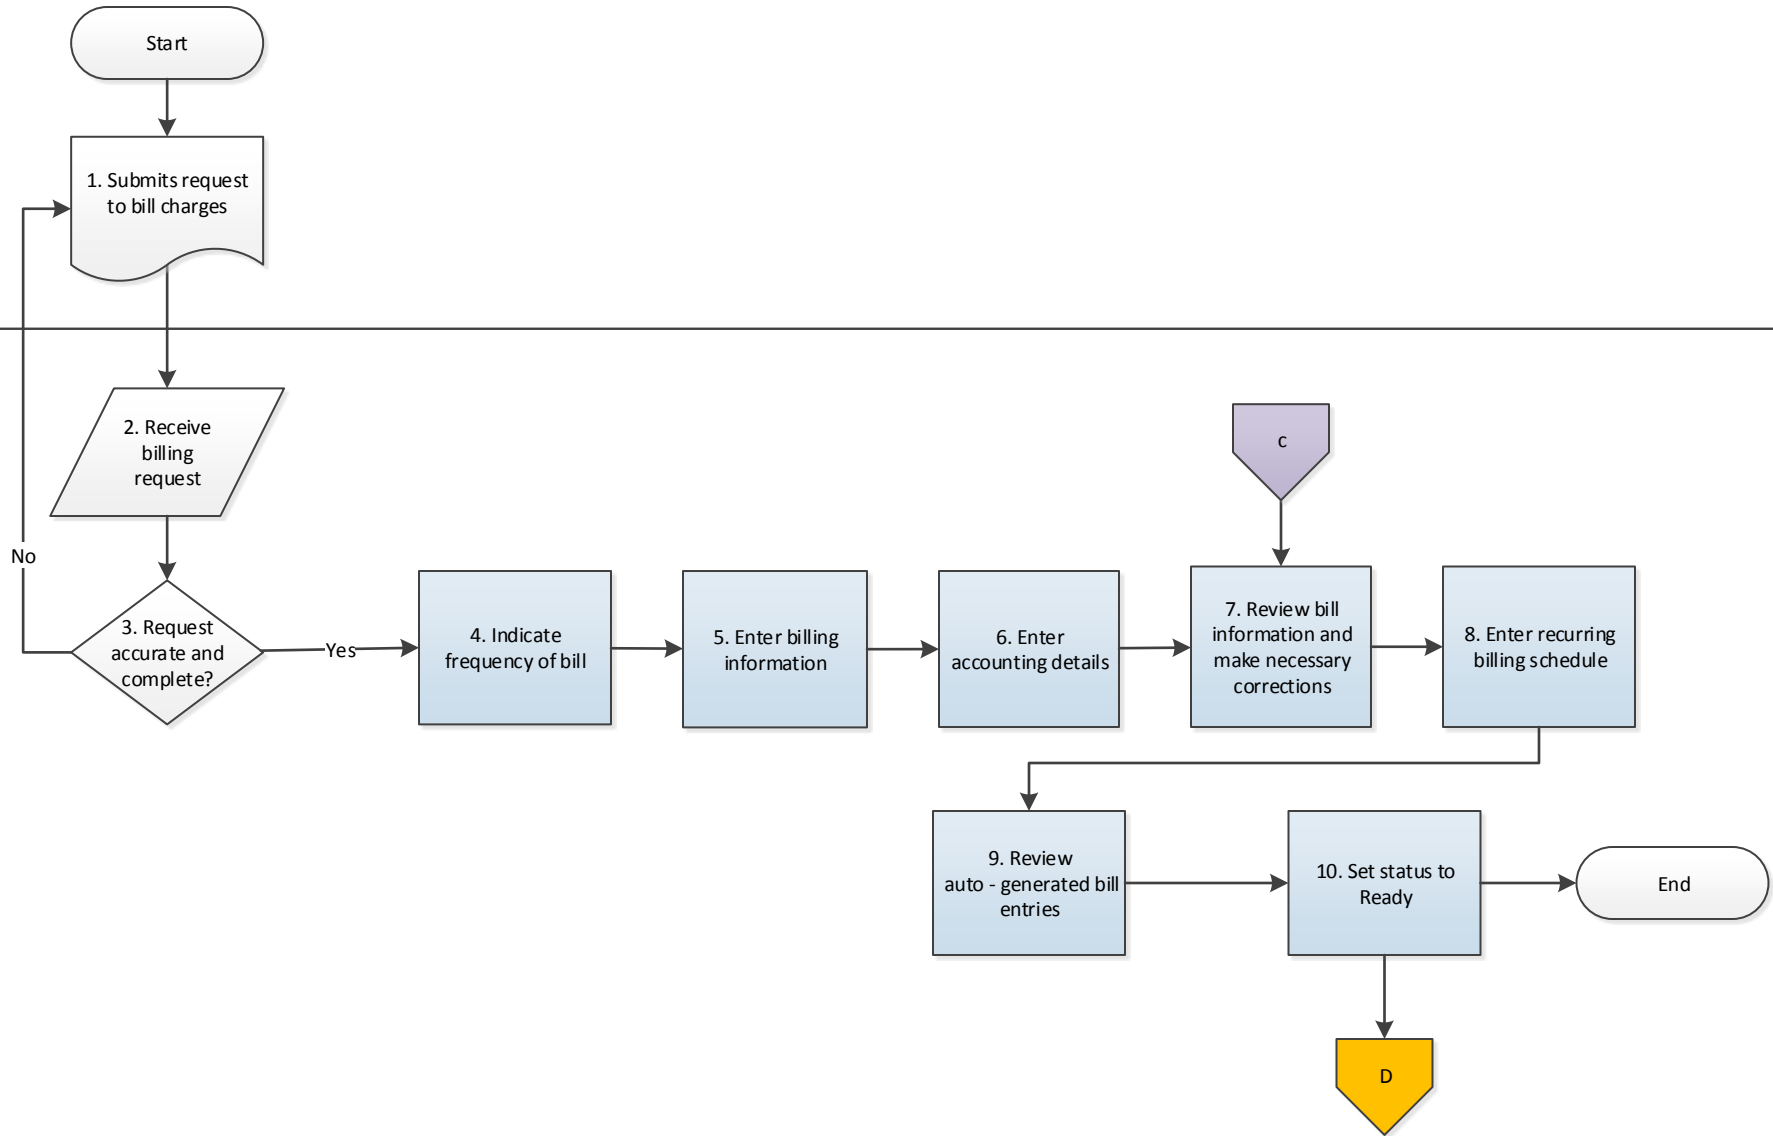 Start
1. Submits request
to bill charges
2. Receive
billing
request
c
No
3. Request
accurate and
complete?
Yes
4. Indicate
frequency of bill
5. Enter billing
information
6. Enter
accounting details
7. Review bill
information and
make necessary
corrections
8. Enter recurring
billing schedule
9. Review
auto - generated bill
entries
10. Set status to
Ready
End
D